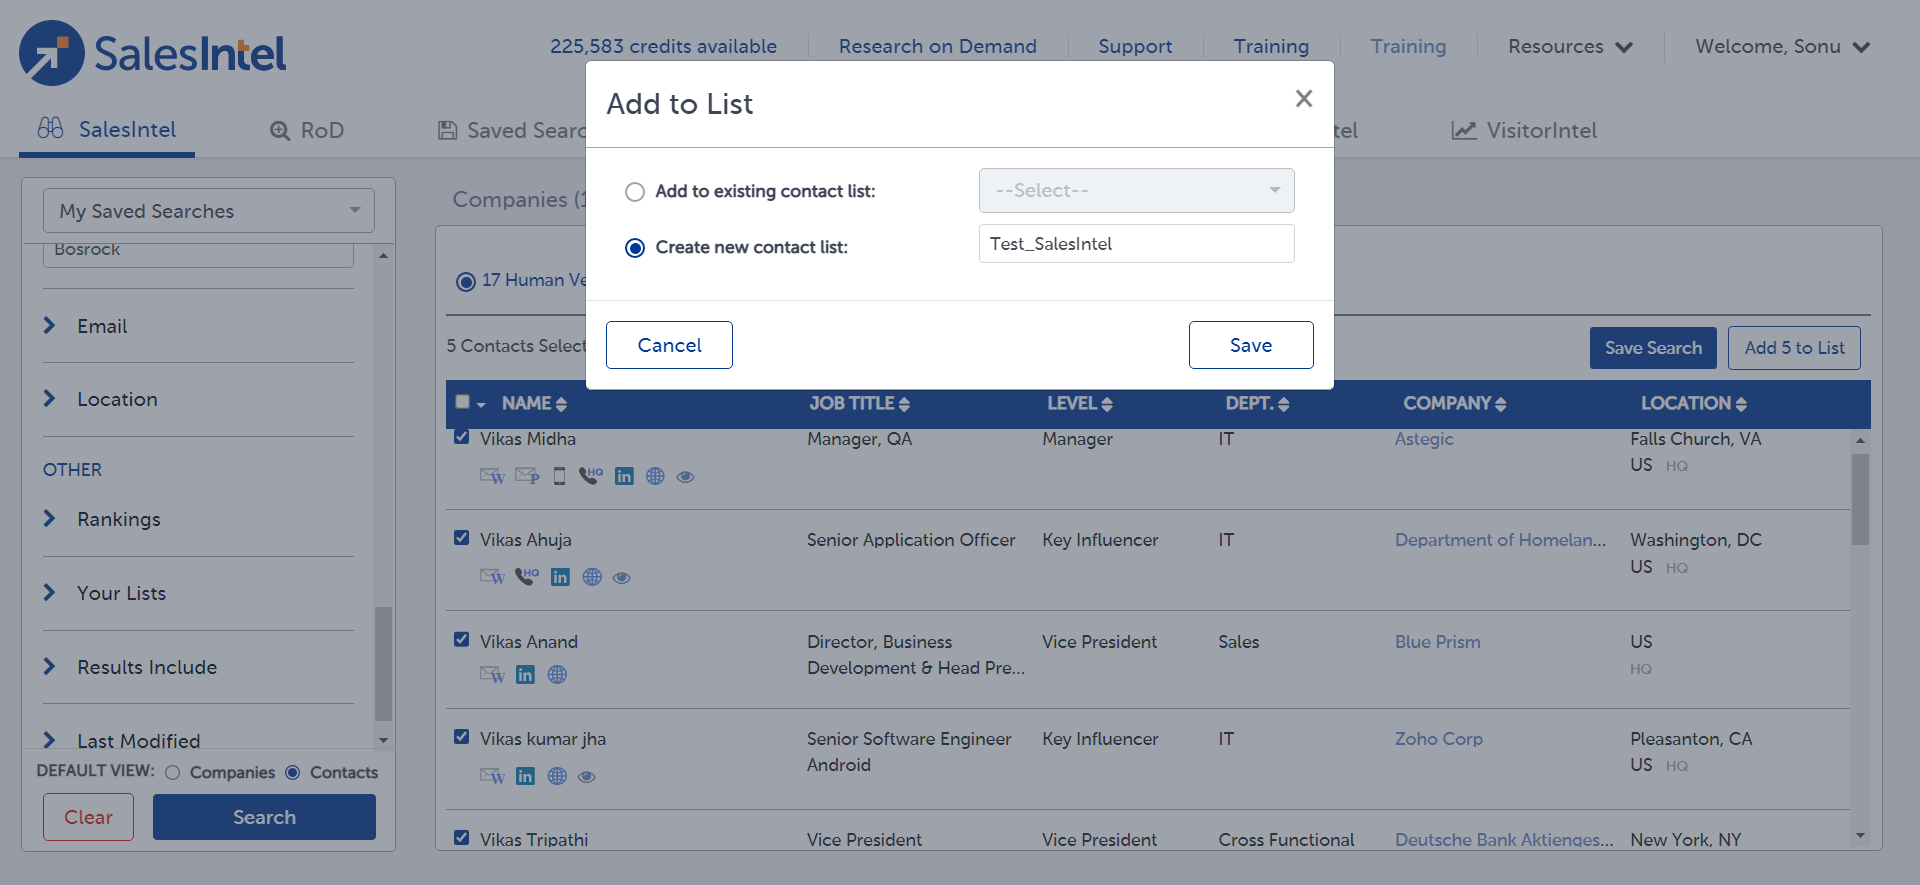 SalesIntel
225,583 credits available
Research on Demand
Support
Training
Training
Resources
Welcome, Sonu
SalesIntel
RoD
Saved Searc
tel
VisitorIntel
Add to List
Add to existing contact list:
--Select--
Create new contact list:
Test_SalesIntel
Cancel
Save
My Saved Searches
Bosrock
Email
Location
OTHER
Rankings
Your Lists
Results Include
Last Modified
DEFAULT VIEW: Companies Contacts
Clear
Search
Companies (1
17 Human Ve
5 Contacts Select
Save Search
Add 5 to List
NAME JOB TITLE LEVEL DEPT. COMPANY LOCATION
Vikas Midha Manager, QA Manager IT Astegic Falls Church, VA
US HQ
W P HQ in
Vikas Ahuja Senior Application Officer Key Influencer IT Department of Homelan... Washington, DC
US HQ
W HQ in
Vikas Anand Director, Business Vice President Sales Blue Prism US
Development & Head Pre... HQ
W in
Vikas kumar jha Senior Software Engineer Key Influencer IT Zoho Corp Pleasanton, CA
Android US HQ
W in
Vikas Tripathi Vice President Vice President Cross Functional Deutsche Bank Aktienges... New York, NY